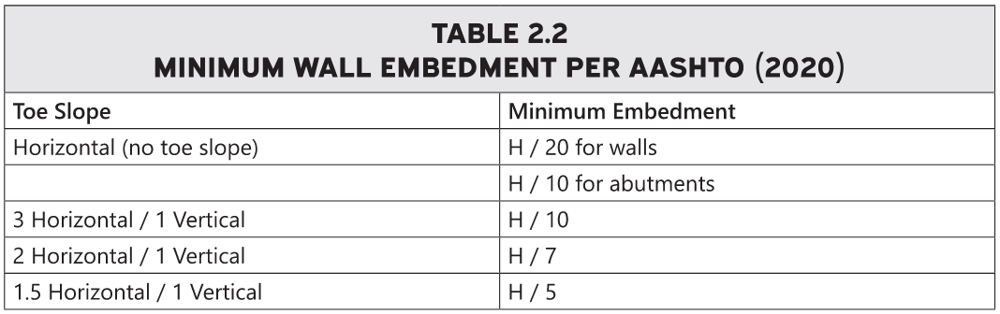 TABLE 2.2
MINIMUM WALL EMBEDMENT PER AASHTO (2020)
Toe Slope Minimum Embedment
Horizontal (no toe slope) H / 20 for walls
H / 10 for abutments
3 Horizontal / 1 Vertical H / 10
2 Horizontal / 1 Vertical H / 7
1.5 Horizontal / 1 Vertical H / 5